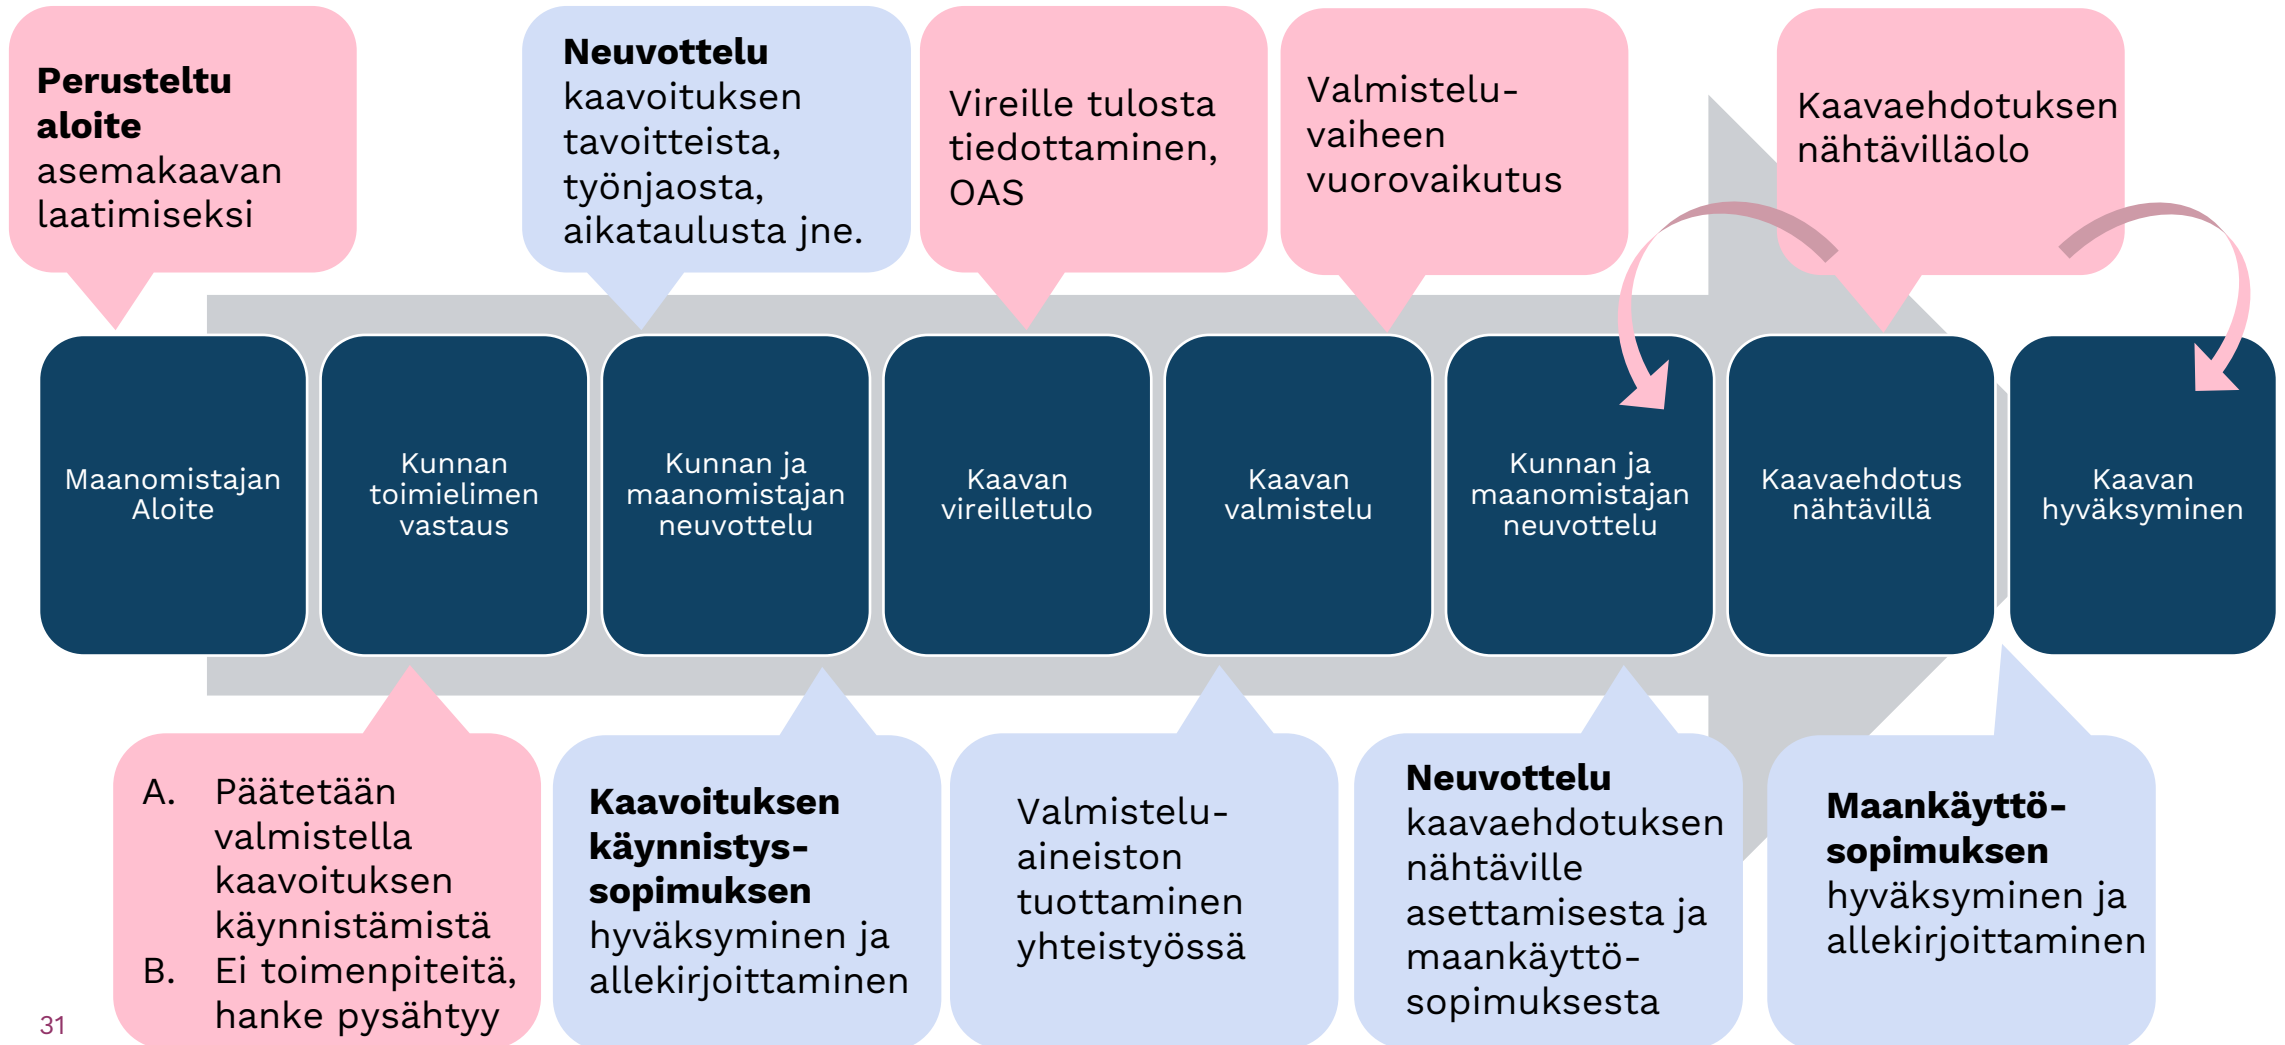 Perusteltu
aloite
asemakaavan
laatimiseksi
Neuvottelu
kaavoituksen
tavoitteista,
työnjaosta,
aikataulusta jne.
Vireille tulosta
tiedottaminen,
OAS
Valmistelu-
vaiheen
vuorovaikutus
Kaavaehdotuksen
nähtävilläolo
Maanomistajan
Aloite
Kunnan
toimielimen
vastaus
Kunnan ja
maanomistajan
neuvottelu
Kaavan
vireilletulo
Kaavan
valmistelu
Kunnan ja
maanomistajan
neuvottelu
Kaavaehdotus
nähtävillä
Kaavan
hyväksyminen
A. Päätetään
valmistella
kaavoituksen
käynnistämistä
B. Ei toimenpiteitä,
hanke pysähtyy
Kaavoituksen
käynnistys-
sopimuksen
hyväksyminen ja
allekirjoittaminen
Valmistelu-
aineiston
tuottaminen
yhteistyössä
Neuvottelu
kaavaehdotuksen
nähtäville
asettamisesta ja
maankäyttö-
sopimuksesta
Maankäyttö-
sopimuksen
hyväksyminen ja
allekirjoittaminen
31